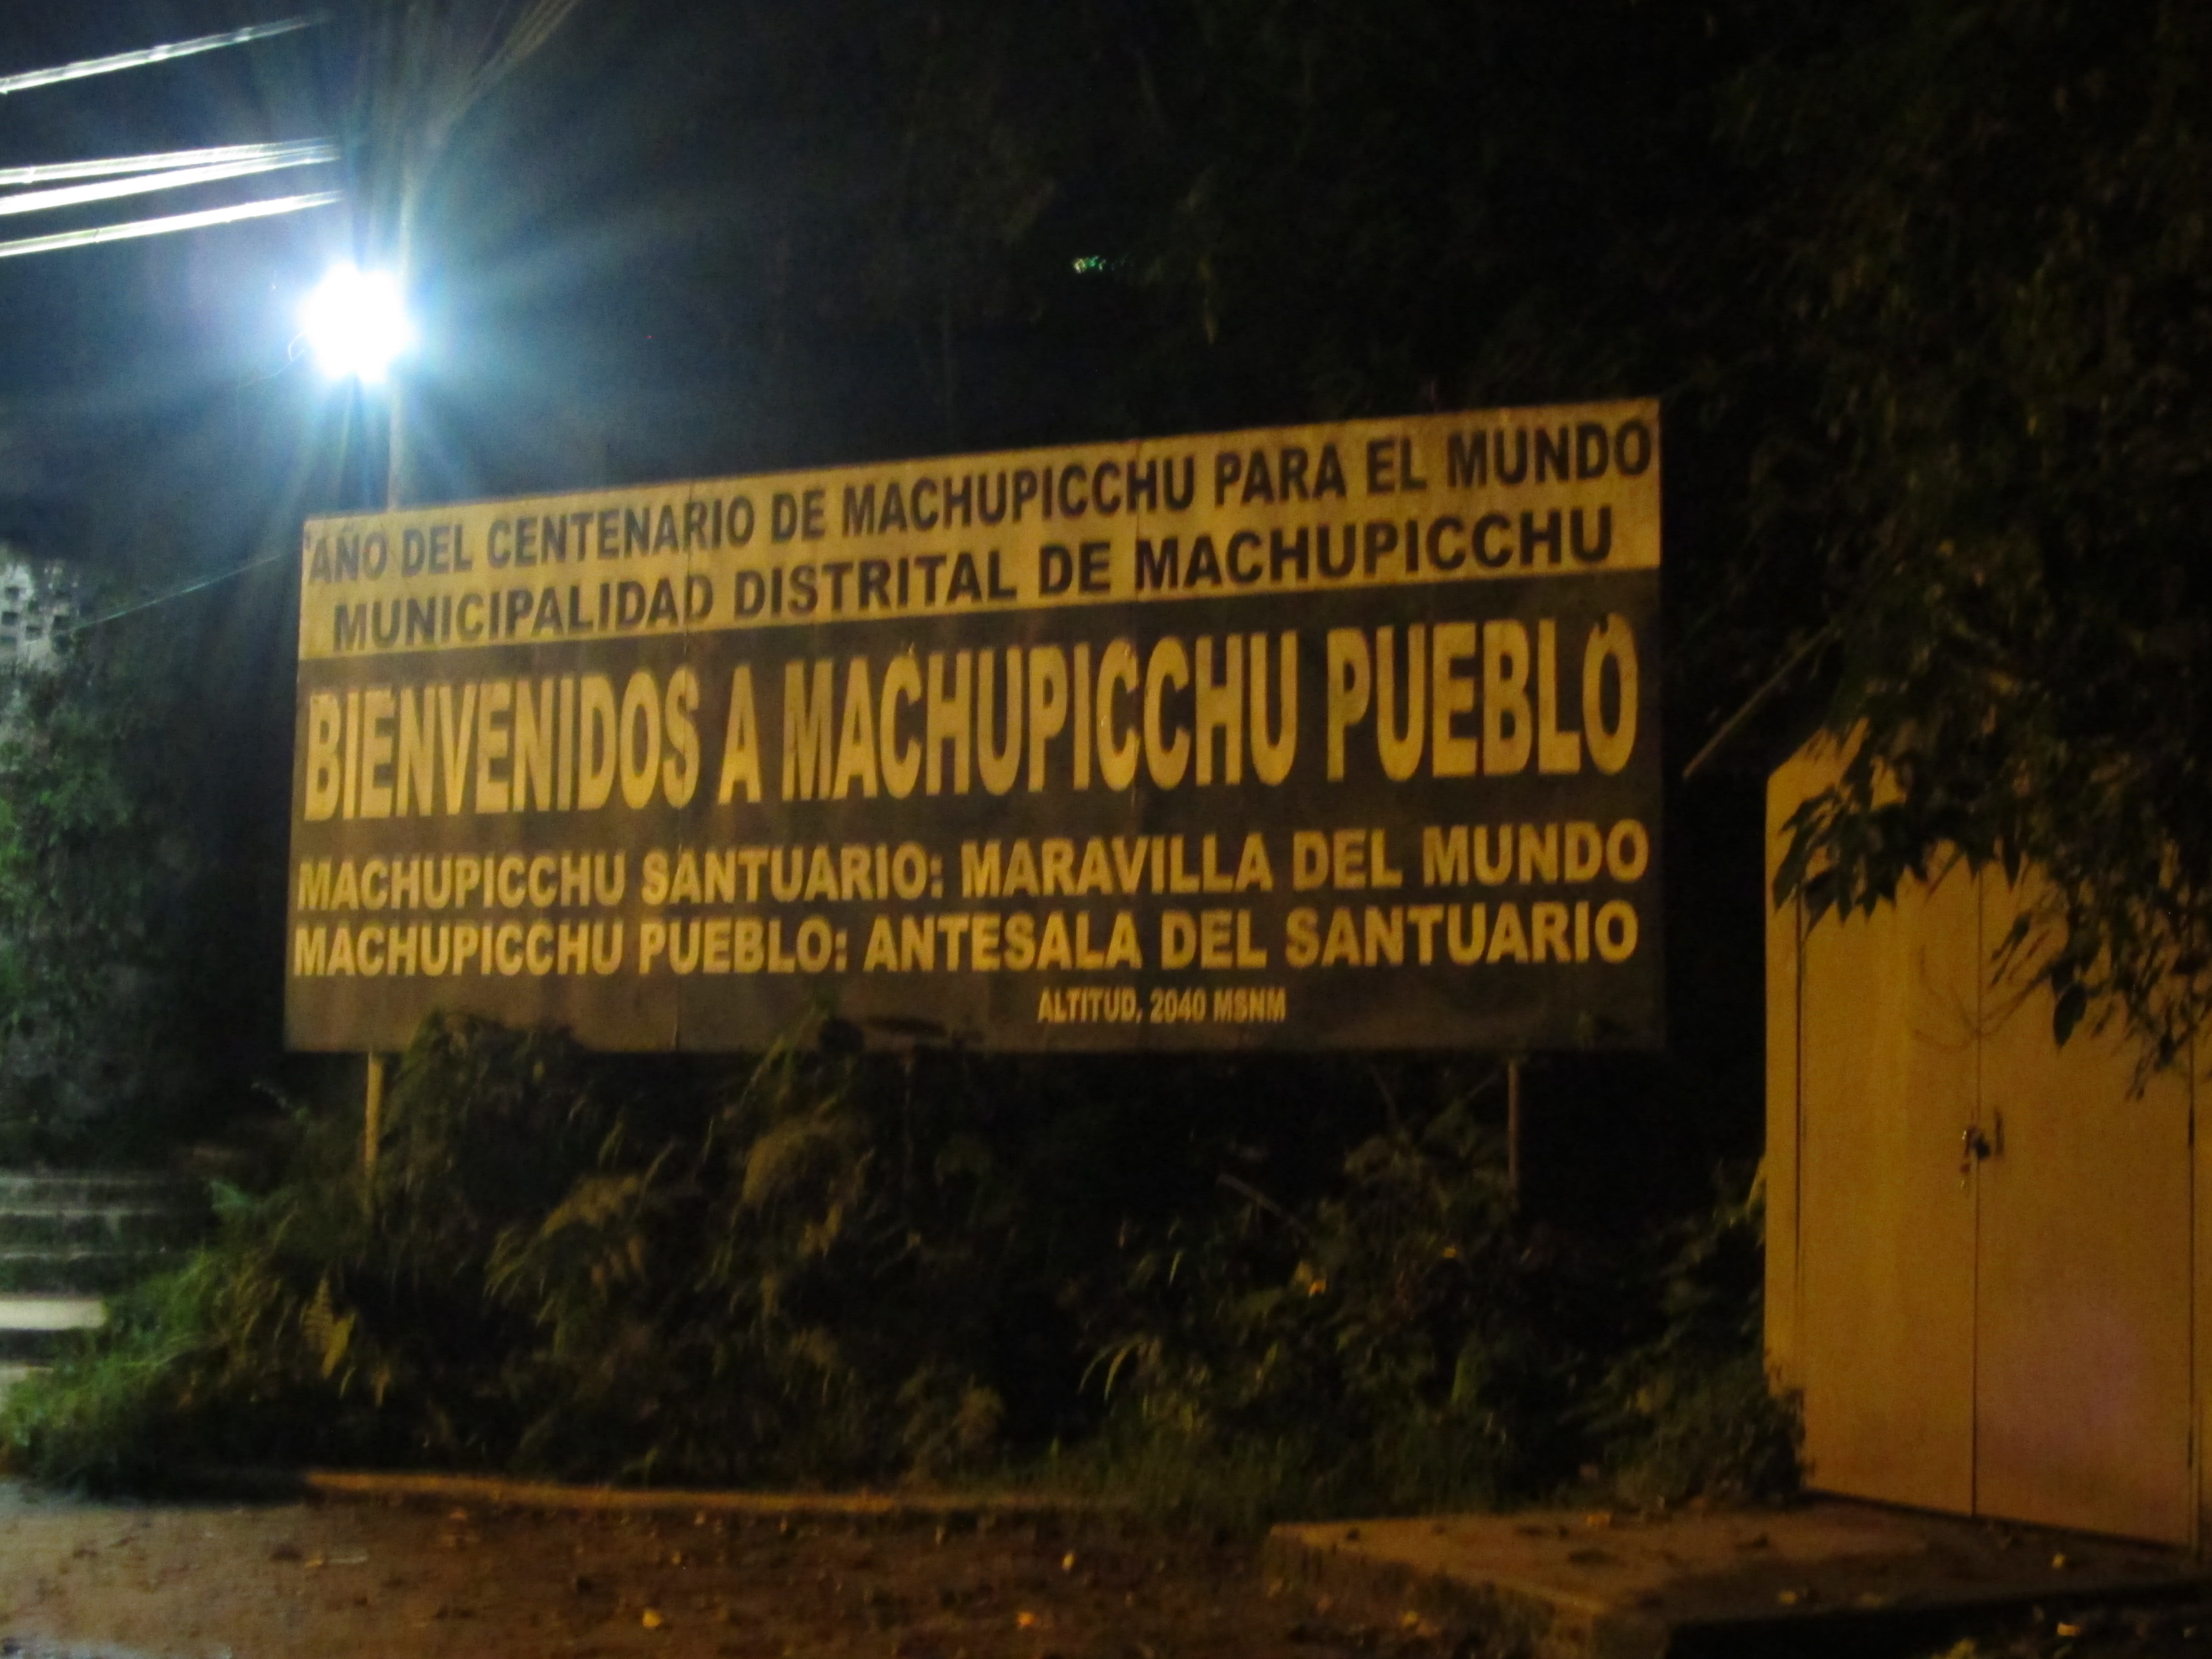 "AÑO DEL CENTENARIO DE MACHUPICCHU PARA EL MUNDO
MUNICIPALIDAD DISTRITAL DE MACHUPICCHU
BIENVENIDOS A MACHUPICCHU PUEBLO
MACHUPICCHU SANTUARIO: MARAVILLA DEL MUNDO
MACHUPICCHU PUEBLO: ANTESALA DEL SANTUARIO
ALTITUD, 2040 MSNM